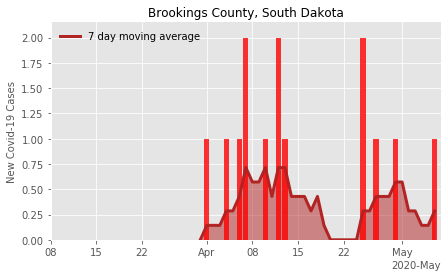 Brookings County, South Dakota
7 day moving average
New Covid-19 Cases
2.00
1.75
1.50
1.25
1.00
0.75
0.50
0.25
0.00
08 15 22 Apr 08 15 22 May
2020-May